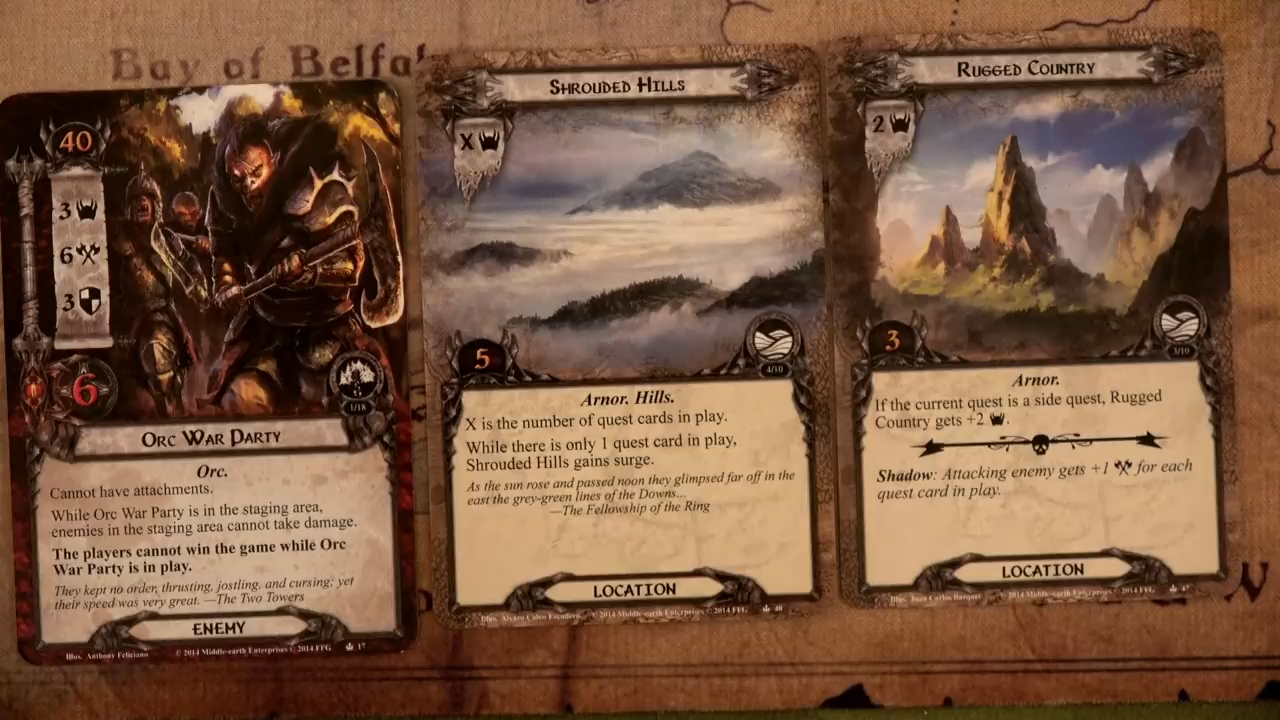 Bay of Belfal
40
3
6
3
6
1/18
ORC WAR PARTY
Orc.
Cannot have attachments.
While Orc War Party is in the staging area,
enemies in the staging area cannot take damage.
The players cannot win the game while Orc
War Party is in play.
They kept no order, thrusting, jostling, and cursing; yet
their speed was very great. —The Two Towers
ENEMY
Illus. Anthony Feliciano
© 2014 Middle-earth Enterprises © 2014 FFG
17
SHROUDED HILLS
X
5
4/10
Arnor. Hills.
X is the number of quest cards in play.
While there is only 1 quest card in play,
Shrouded Hills gains surge.
As the sun rose and passed noon they glimpsed far off in the
east the grey-green lines of the Downs...
—The Fellowship of the Ring
LOCATION
Illus. Alvaro Calvo Escudero
© 2014 Middle-earth Enterprises © 2014 FFG
48
RUGGED COUNTRY
2
3
3/10
Arnor.
If the current quest is a side quest, Rugged
Country gets +2
Shadow: Attacking enemy gets +1 for each
quest card in play.
LOCATION
Illus. Juan Carlos Barquet
© 2014 Middle-earth Enterprises © 2014 FFG
47